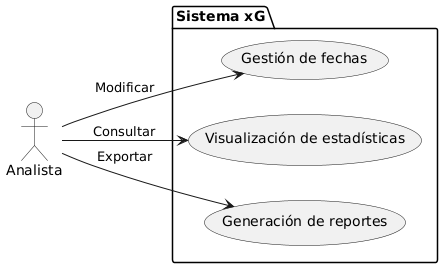 Sistema xG
Gestión de fechas
Modificar
Consultar
Visualización de estadísticas
Exportar
Analista
Generación de reportes